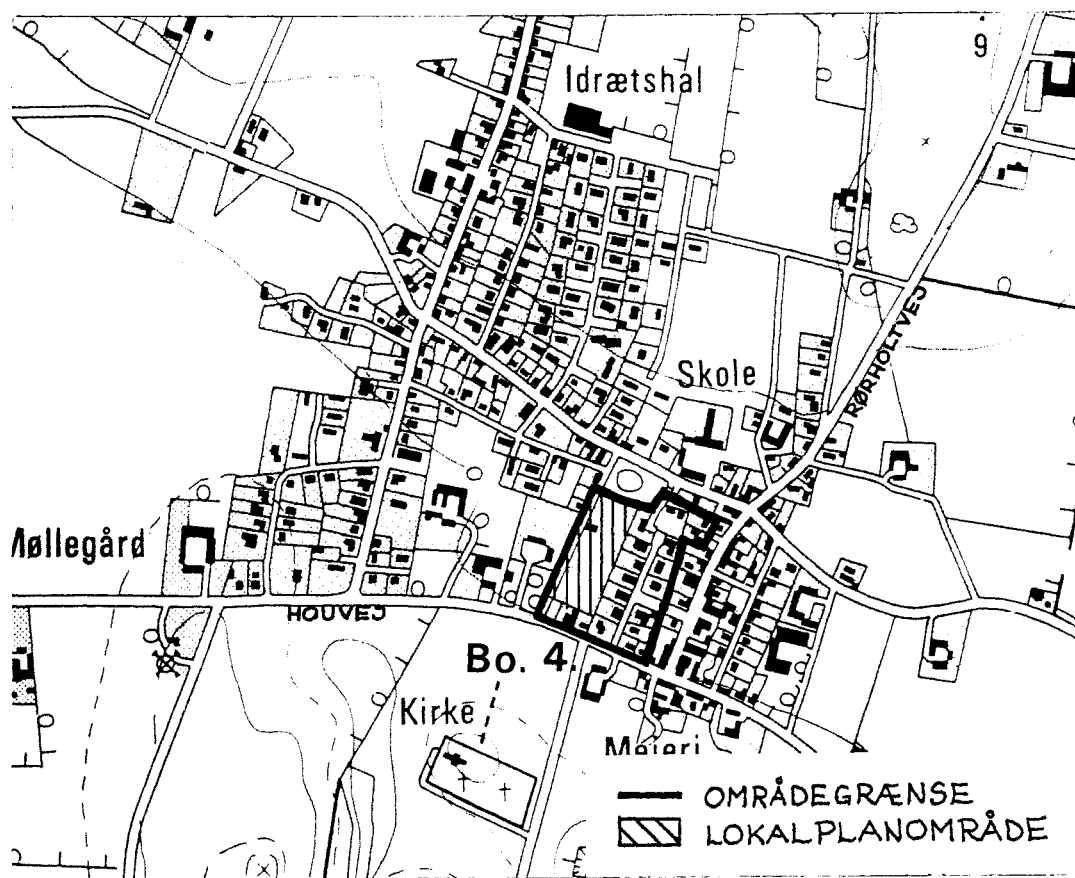 9
Idrætshal
RØRHOLTVEJ
Skole
Møllegård
HOUVEJ
Bo. 4.
Kirke
Mejeri
OMRÅDEGRÆNSE
LOKALPLANOMRÅDE